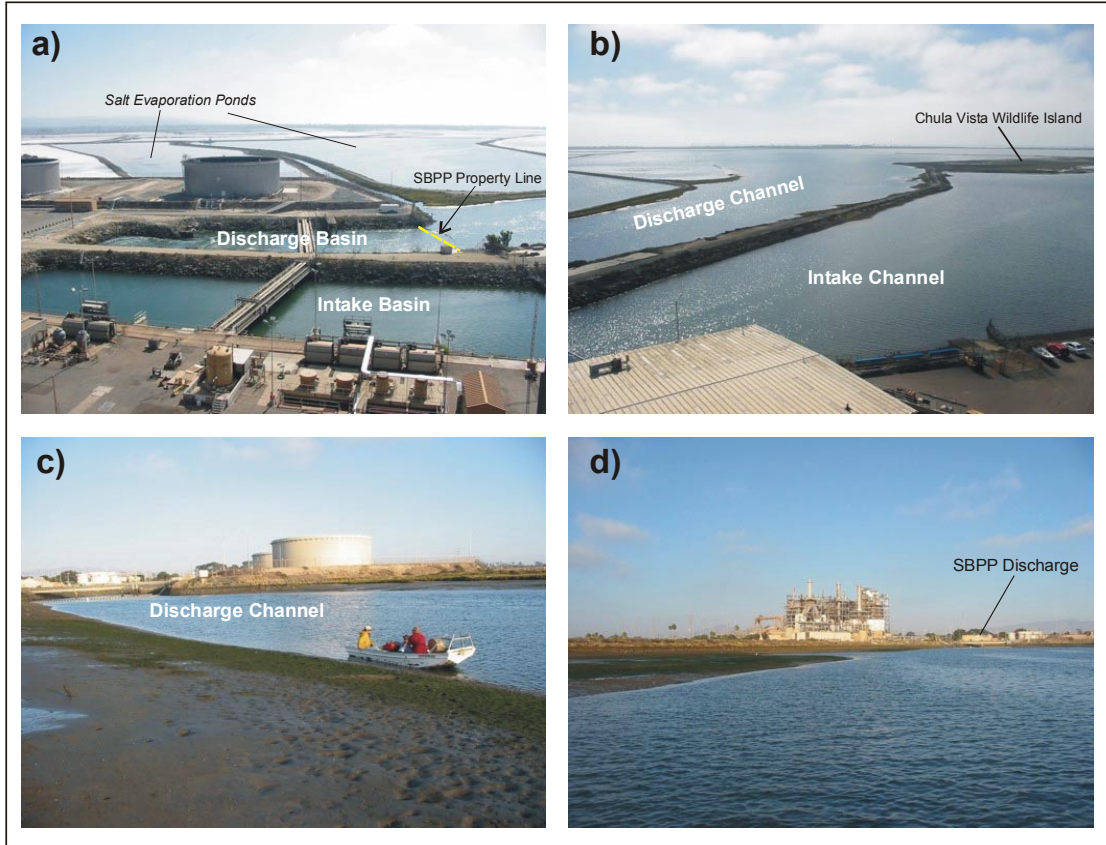 a)
Salt Evaporation Ponds
SBPP Property Line
Discharge Basin
Intake Basin
b)
Chula Vista Wildlife Island
Discharge Channel
Intake Channel
c)
Discharge Channel
d)
SBPP Discharge